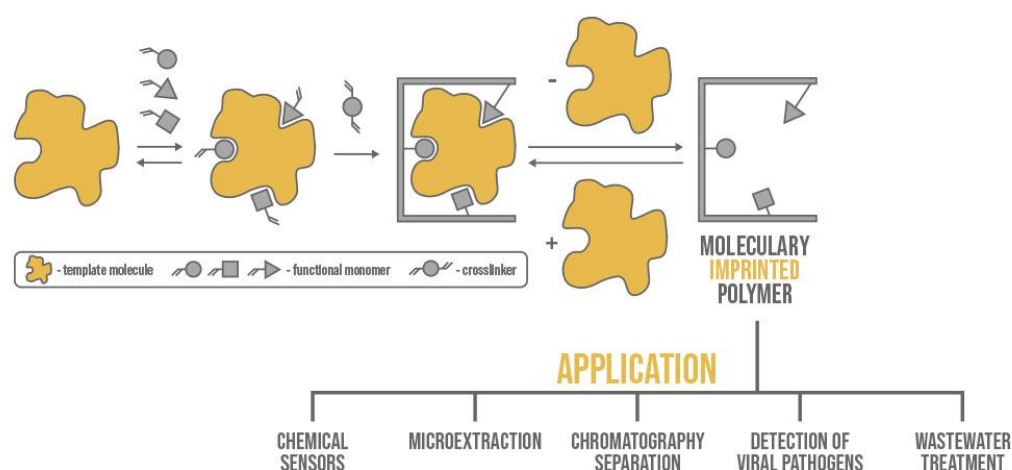 -
+
- template molecule
- functional monomer
- crosslinker
MOLECULARY
IMPRINTED
POLYMER
APPLICATION
CHEMICAL
SENSORS
MICROEXTRACTION
CHROMATOGRAPHY
SEPARATION
DETECTION OF
VIRAL PATHOGENS
WASTEWATER
TREATMENT